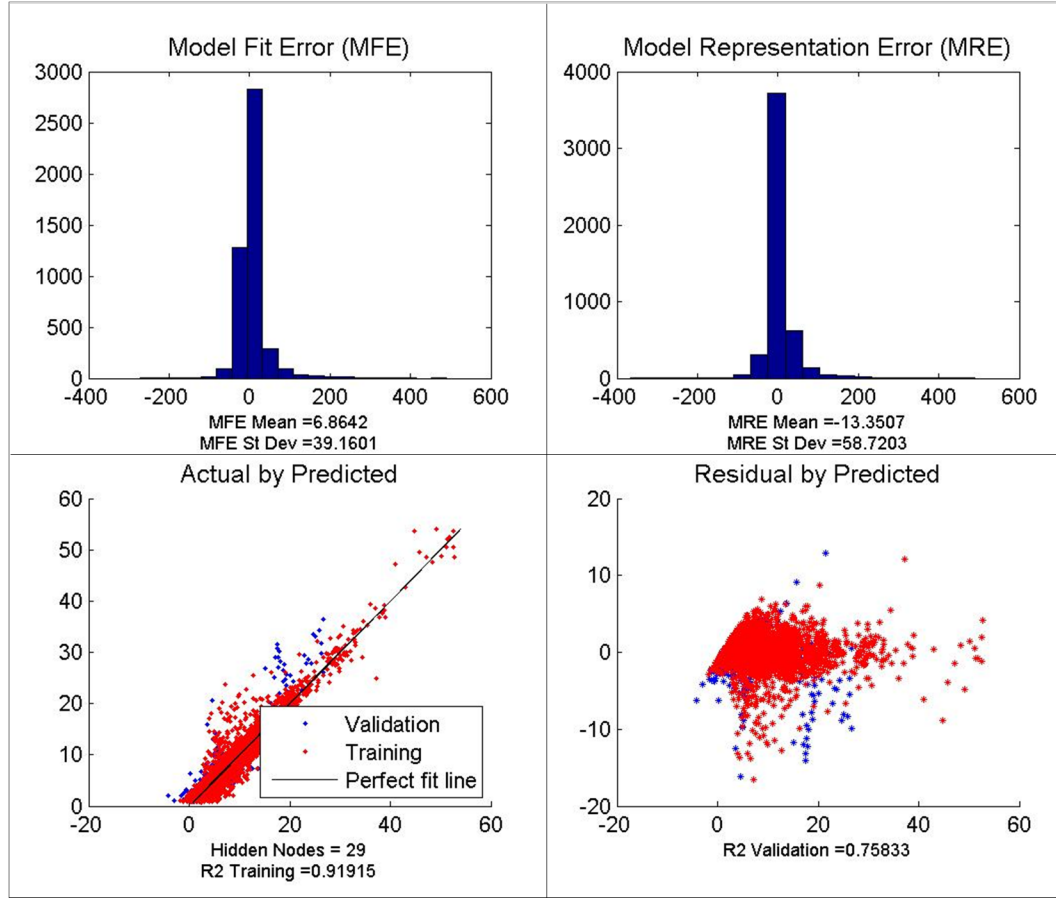 Model Fit Error (MFE)
3000
2500
2000
1500
1000
500
0
-400 -200 0 200 400 600
MFE Mean =6.8642
MFE St Dev =39.1601
Model Representation Error (MRE)
4000
3000
2000
1000
0
-400 -200 0 200 400 600
MRE Mean =-13.3507
MRE St Dev =58.7203
Actual by Predicted
60
50
40
30
20
10
0
Validation
Training
Perfect fit line
-20 0 20 40 60
Hidden Nodes = 29
R2 Training =0.91915
Residual by Predicted
20
10
0
-10
-20
-20 0 20 40 60
R2 Validation =0.75833